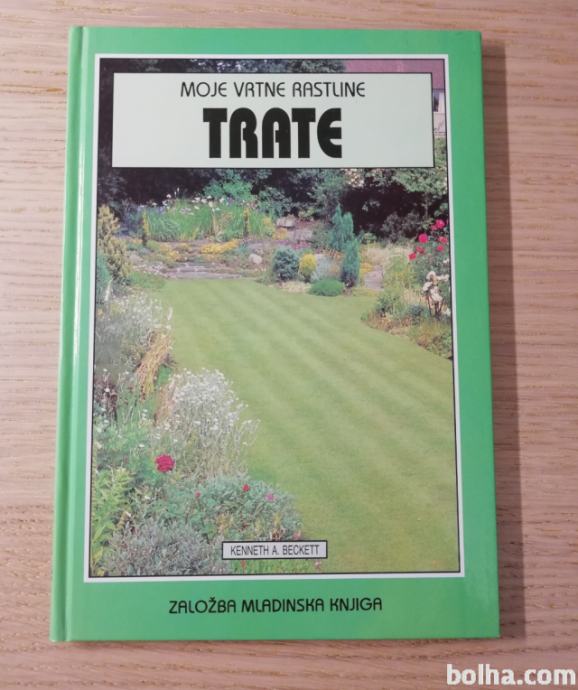 MOJE VRTNE RASTLINE
TRATE
KENNETH A. BECKETT
ZALOŽBA MLADINSKA KNJIGA
bolha.com